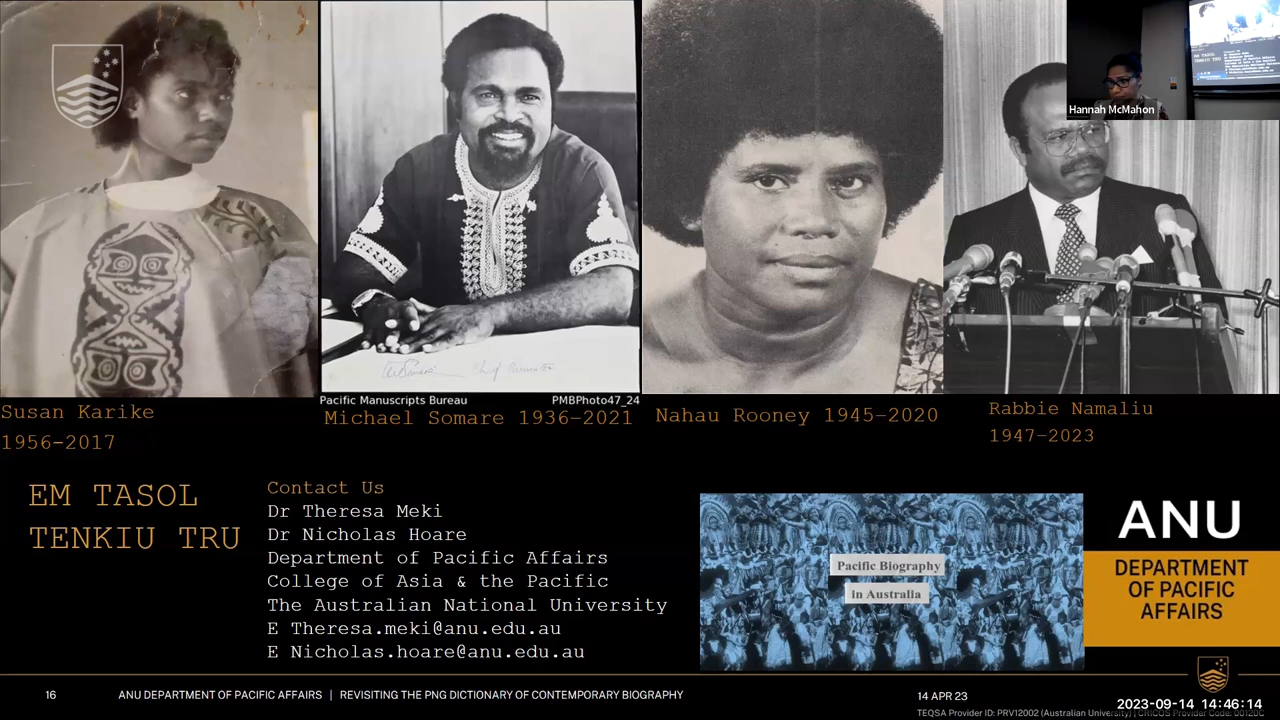 Hannah McMahon
Pacific Manuscripts Bureau PMBPhoto47_24
Susan Karike
1956-2017
Michael Somare 1936-2021
Nahau Rooney 1945-2020
Rabbie Namaliu
1947-2023
EM TASOL
TENKIU TRU
Contact Us
Dr Theresa Meki
Dr Nicholas Hoare
Department of Pacific Affairs
College of Asia & the Pacific
The Australian National University
E Theresa.meki@anu.edu.au
E Nicholas.hoare@anu.edu.au
Pacific Biography
in Australia
ANU
DEPARTMENT
OF PACIFIC
AFFAIRS
16
ANU DEPARTMENT OF PACIFIC AFFAIRS | REVISITING THE PNG DICTIONARY OF CONTEMPORARY BIOGRAPHY
14 APR 23
2023-09-14 14:46:14
TEQSA Provider ID: PRV12002 (Australian University) | CRICOS Provider Code: